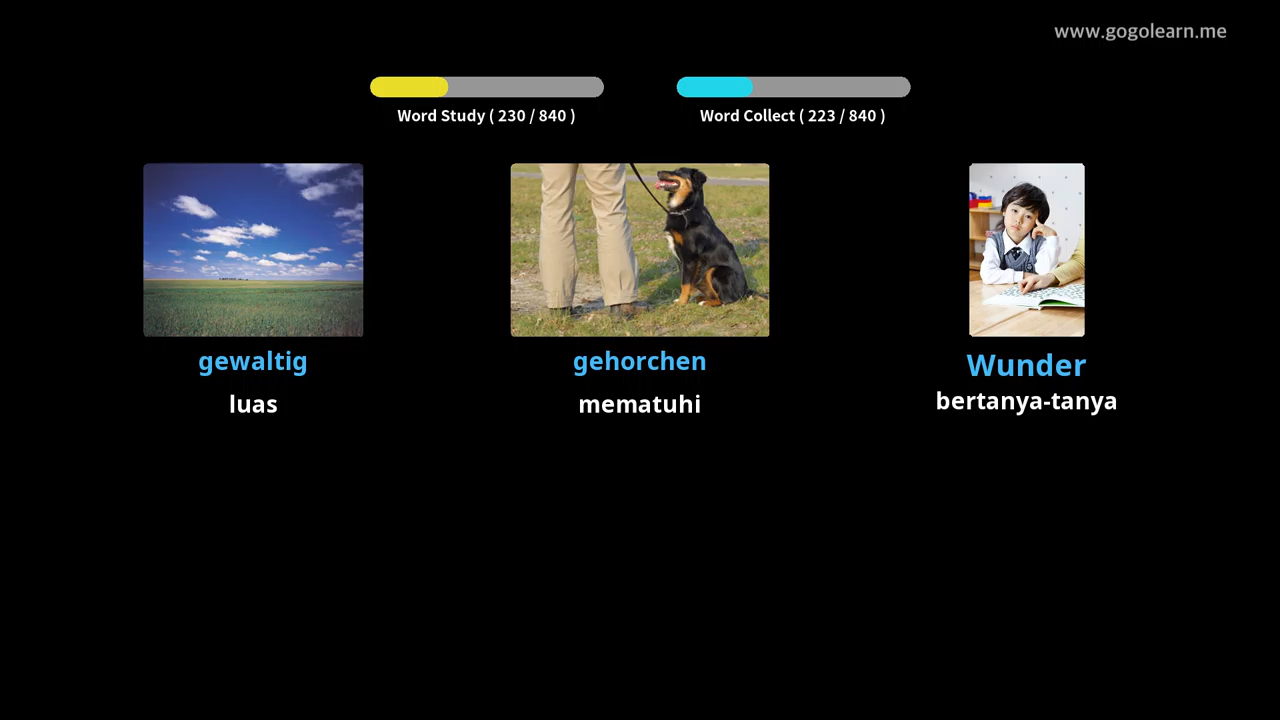 www.gogolearn.me
Word Study ( 230 / 840 )
Word Collect ( 223 / 840 )
gewaltig
luas
gehorchen
mematuhi
Wunder
bertanya-tanya